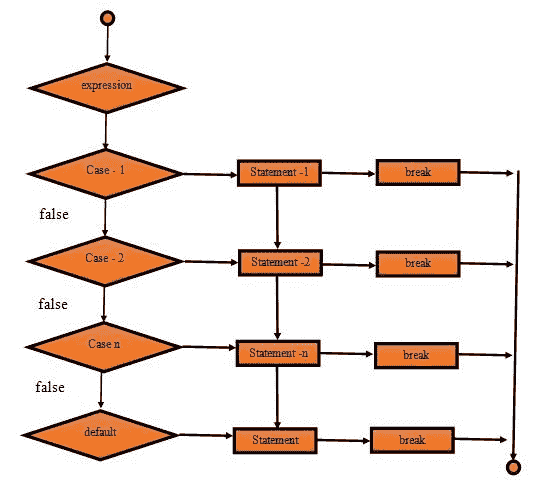 expression
Case - 1
Statement -1
break
false
Case - 2
Statement -2
break
false
Case n
Statement -n
break
false
default
Statement
break